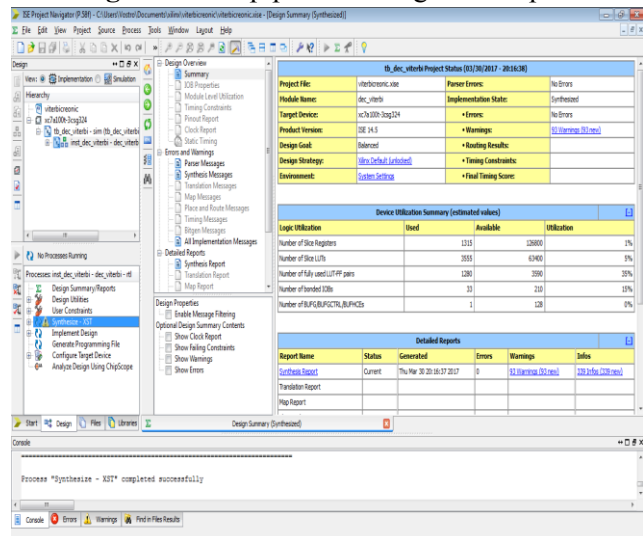 ISE Project Navigator (P.58f) - C:\Users\Vostro\Documents\xilinx\viterbicreonic\viterbicreonic.xise - [Design Summary (Synthesized)]
File Edit View Project Source Process Tools Window Layout Help
Design
View: Implementation Simulation
Hierarchy
viterbicreonic
xc7a100t-3csg324
tb_dec_viterbi - sim (tb_dec_viterbi
inst_dec_viterbi - dec_viterbi
No Processes Running
Processes: inst_dec_viterbi - dec_viterbi - rtl
Design Summary/Reports
Design Utilities
User Constraints
Synthesize - XST
Implement Design
Generate Programming File
Configure Target Device
Analyze Design Using ChipScope
Start Design Files Libraries
Design Overview
Summary
IOB Properties
Module Level Utilization
Timing Constraints
Pinout Report
Clock Report
Static Timing
Errors and Warnings
Parser Messages
Synthesis Messages
Translation Messages
Map Messages
Place and Route Messages
Timing Messages
Bitgen Messages
All Implementation Messages
Detailed Reports
Synthesis Report
Translation Report
Map Report
Design Properties
Enable Message Filtering
Optional Design Summary Contents
Show Clock Report
Show Failing Constraints
Show Warnings
Show Errors
tb_dec_viterbi Project Status (03/30/2017 - 20:16:38)
Project File: viterbicreonic.xise Parser Errors: No Errors
Module Name: dec_viterbi Implementation State: Synthesized
Target Device: xc7a100t-3csg324 • Errors: No Errors
Product Version: ISE 14.5 • Warnings: 93 Warnings (93 new)
Design Goal: Balanced • Routing Results:
Design Strategy: Xilinx Default (unlocked) • Timing Constraints:
Environment: System Settings • Final Timing Score:
Device Utilization Summary (estimated values) [-]
Logic Utilization Used Available Utilization
Number of Slice Registers 1315 126800 1%
Number of Slice LUTs 3555 63400 5%
Number of fully used LUT-FF pairs 1280 3590 35%
Number of bonded IOBs 33 210 15%
Number of BUFG/BUFGCTRL/BUFHCEs 1 128 0%
Detailed Reports [-]
Report Name Status Generated Errors Warnings Infos
Synthesis Report Current Thu Mar 30 20:16:37 2017 0 93 Warnings (93 new) 339 Infos (339 new)
Translation Report
Map Report
Design Summary (Synthesized)
Console
Process "Synthesize - XST" completed successfully
Console Errors Warnings Find in Files Results